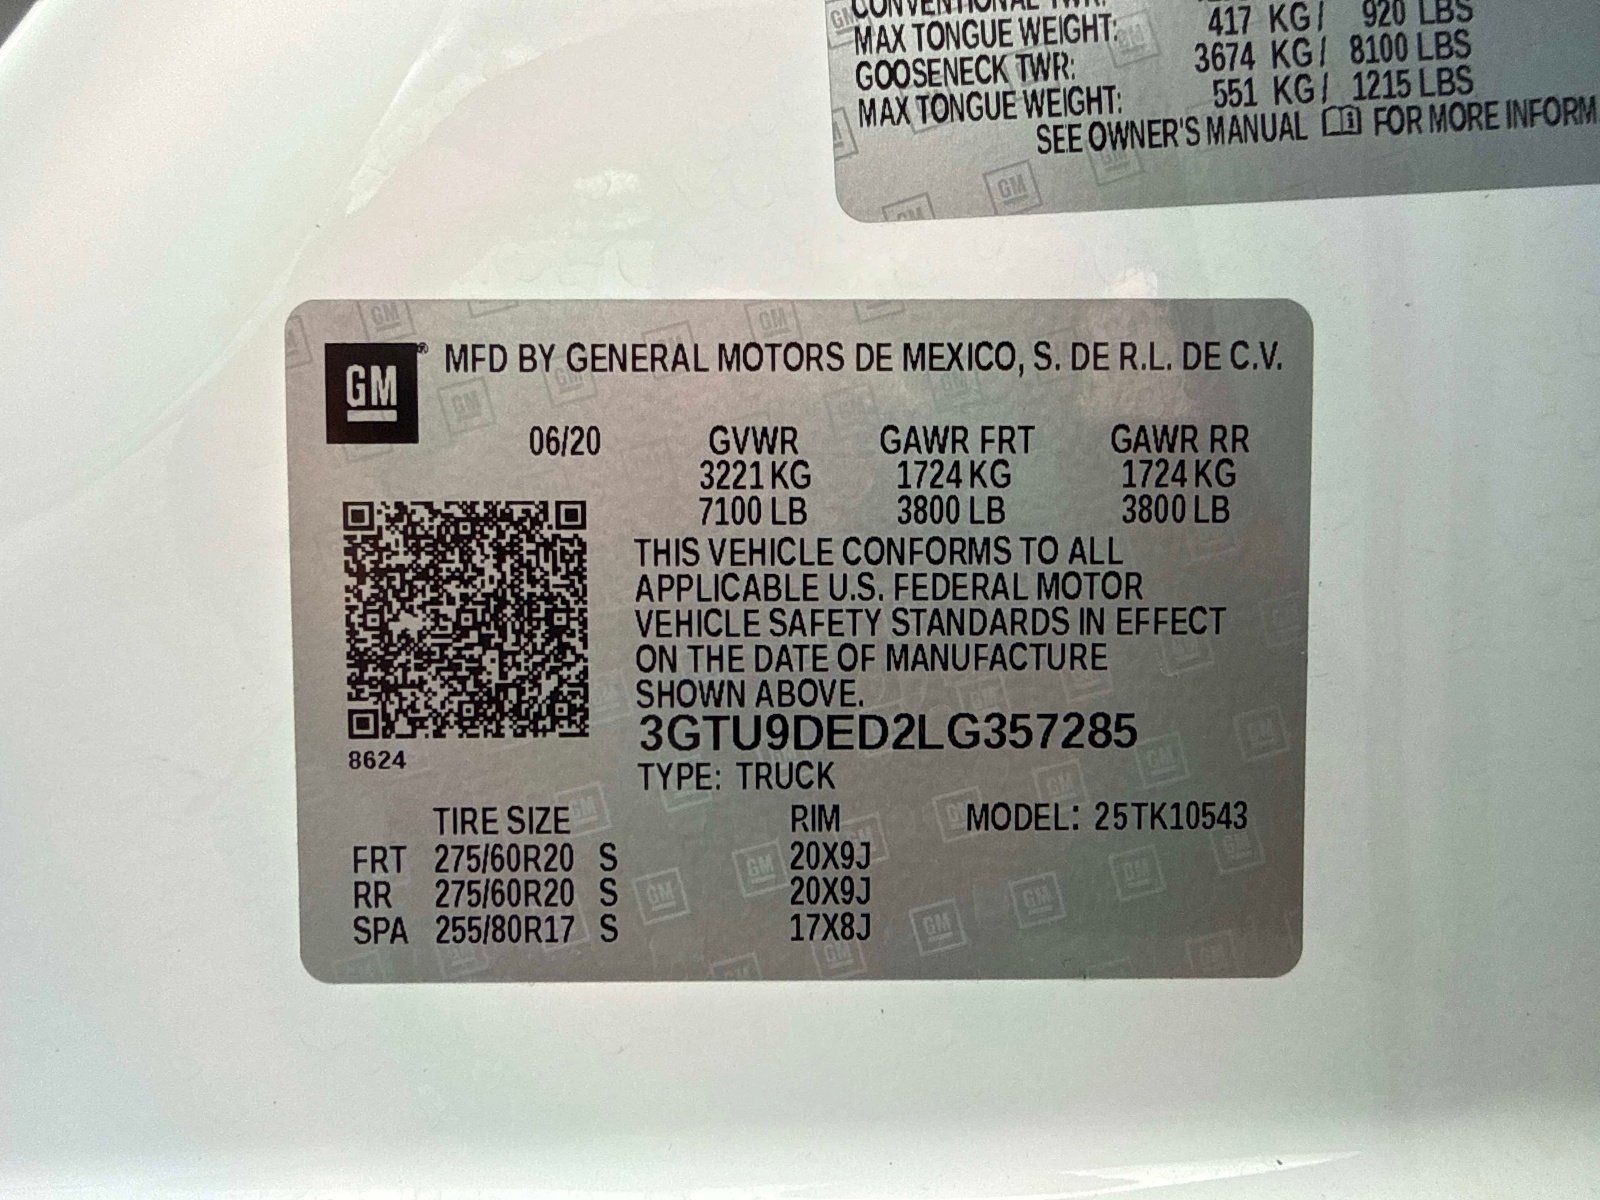 CONVENTIONAL TWR:
MAX TONGUE WEIGHT: 417 KG/ 920 LBS
GOOSENECK TWR: 3674 KG/ 8100 LBS
MAX TONGUE WEIGHT: 551 KG/ 1215 LBS
SEE OWNER'S MANUAL FOR MORE INFORM
GM® MFD BY GENERAL MOTORS DE MEXICO, S. DE R.L. DE C.V.
06/20 GVWR GAWR FRT GAWR RR
3221 KG 1724 KG 1724 KG
7100 LB 3800 LB 3800 LB
THIS VEHICLE CONFORMS TO ALL
APPLICABLE U.S. FEDERAL MOTOR
VEHICLE SAFETY STANDARDS IN EFFECT
ON THE DATE OF MANUFACTURE
SHOWN ABOVE.
3GTU9DED2LG357285
8624
TYPE: TRUCK
TIRE SIZE RIM MODEL: 25TK10543
FRT 275/60R20 S 20X9J
RR 275/60R20 S 20X9J
SPA 255/80R17 S 17X8J